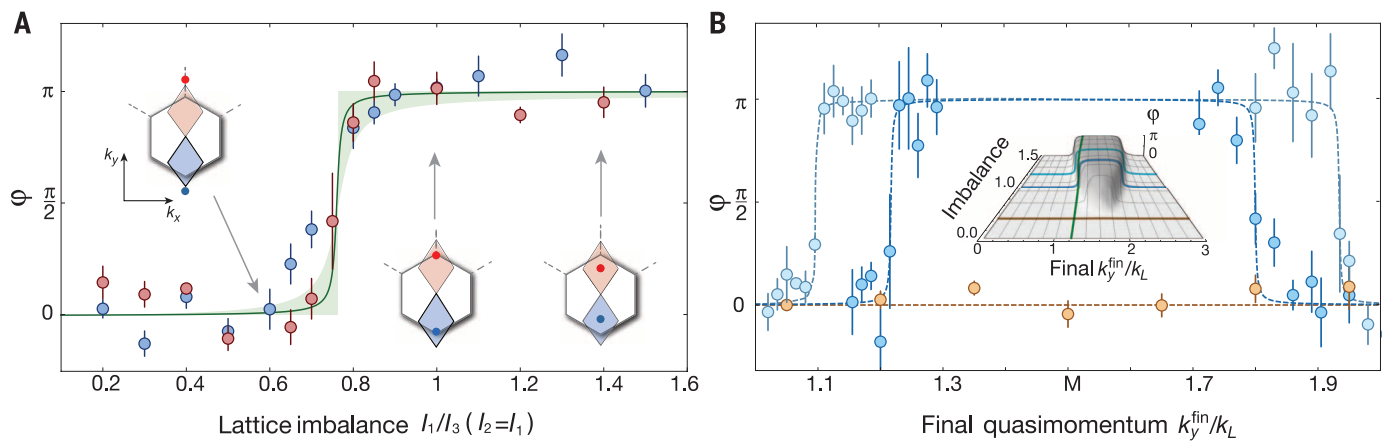 A
φ
π
π/2
0
k_y
k_x
0.2
0.4
0.6
0.8
1
1.2
1.4
1.6
Lattice imbalance I₁/I₃ ( I₂=I₁)
B
φ
π
π/2
0
Imbalance
1.5
1.0
0.0
φ
π
0
0
1
2
3
Final k_y^fin/k_L
1.1
1.3
M
1.7
1.9
Final quasimomentum k_y^fin/k_L